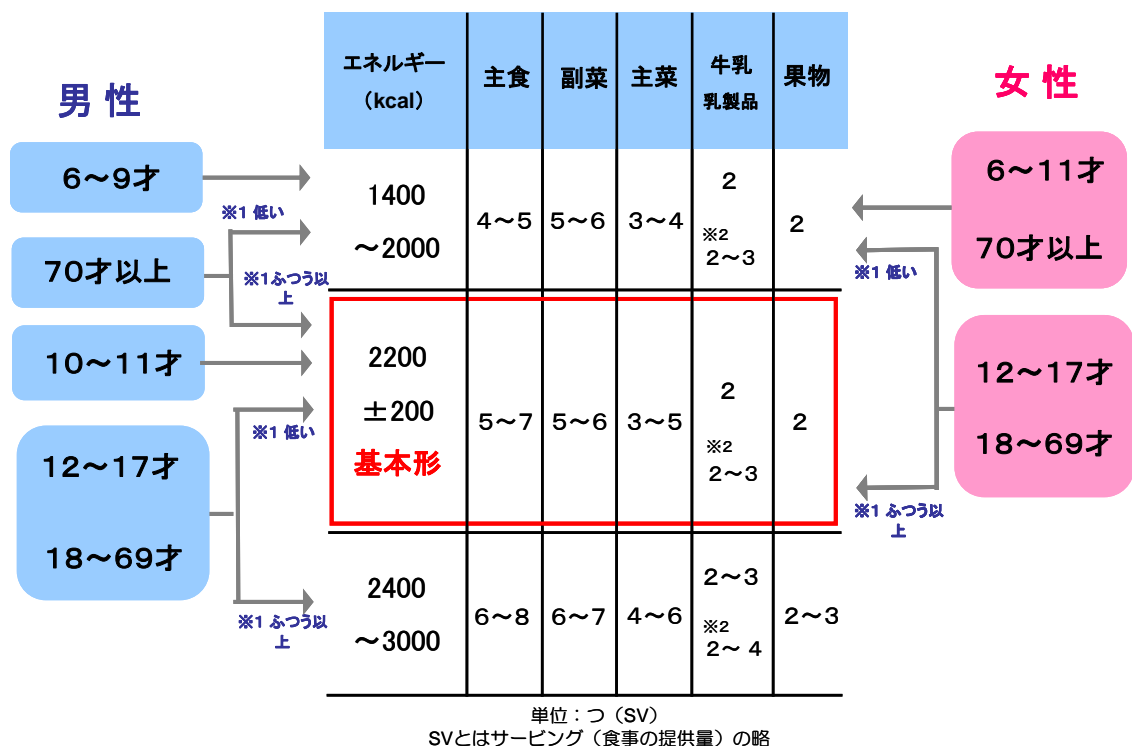 男 性
6～9才
※1 低い
70才以上
※1ふつう以
上
10～11才
※1 低い
12～17才
18～69才
※1 ふつう以
上
エネルギー
（kcal）
主食
副菜
主菜
牛乳
乳製品
果物
1400
～2000
4～5
5～6
3～4
2
※2
2～3
2
2200
±200
基本形
5～7
5～6
3～5
2
※2
2～3
2
2400
～3000
6～8
6～7
4～6
2～3
※2
2～ 4
2～3
女 性
6～11才
70才以上
※1 低い
12～17才
18～69才
※1 ふつう以
上
単位：つ（SV）
SVとはサービング（食事の提供量）の略